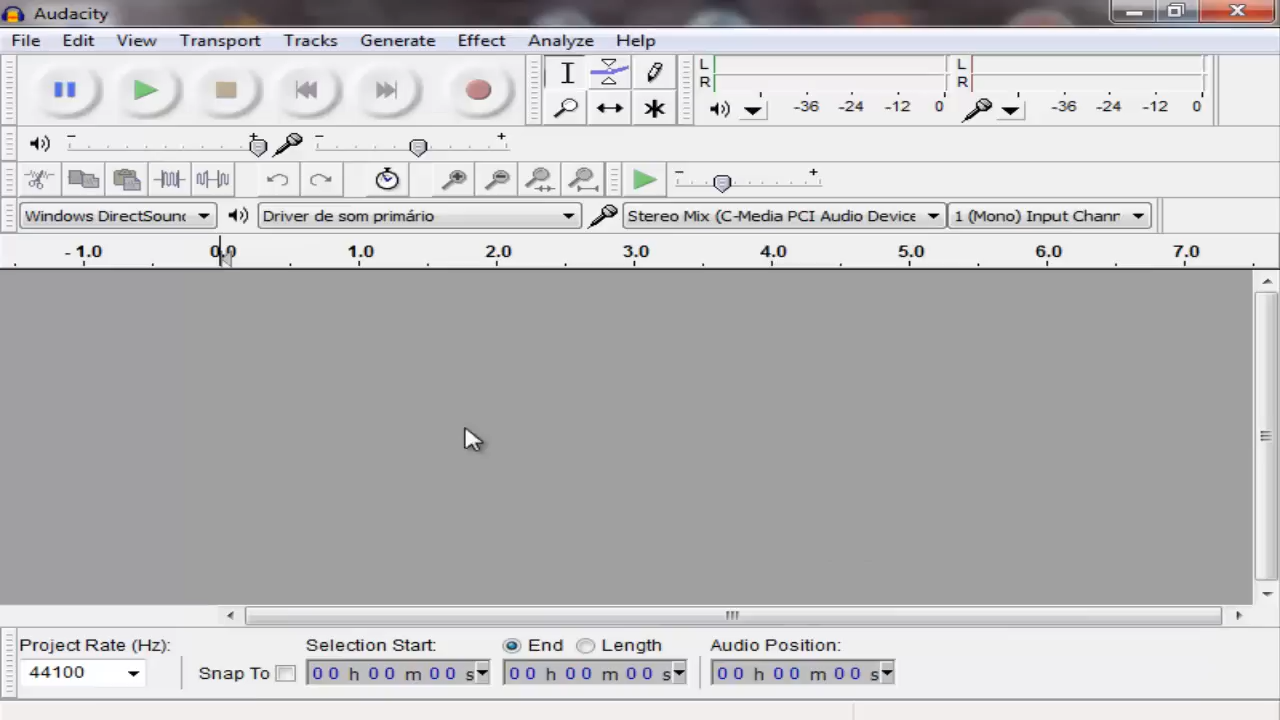 Audacity
File Edit View Transport Tracks Generate Effect Analyze Help
L L
R R
-36 -24 -12 0 -36 -24 -12 0
- + - +
- +
Windows DirectSound Driver de som primário Stereo Mix (C-Media PCI Audio Device 1 (Mono) Input Chann
- 1.0 0.0 1.0 2.0 3.0 4.0 5.0 6.0 7.0
Project Rate (Hz): Selection Start: End Length Audio Position:
44100 Snap To 00 h 00 m 00 s 00 h 00 m 00 s 00 h 00 m 00 s